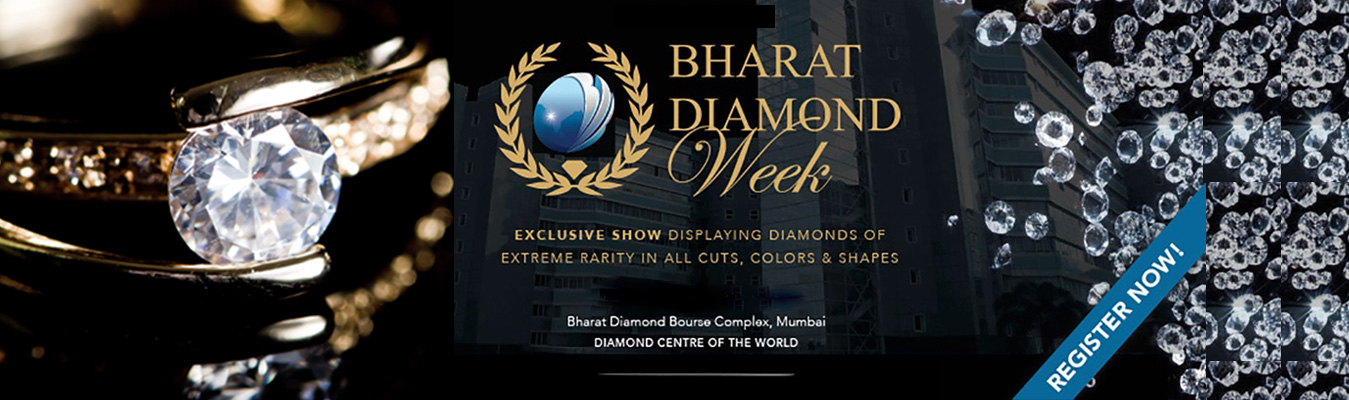 BHARAT
DIAMOND
Week
EXCLUSIVE SHOW DISPLAYING DIAMONDS OF
EXTREME RARITY IN ALL CUTS, COLORS & SHAPES
Bharat Diamond Bourse Complex, Mumbai
DIAMOND CENTRE OF THE WORLD
REGISTER NOW!